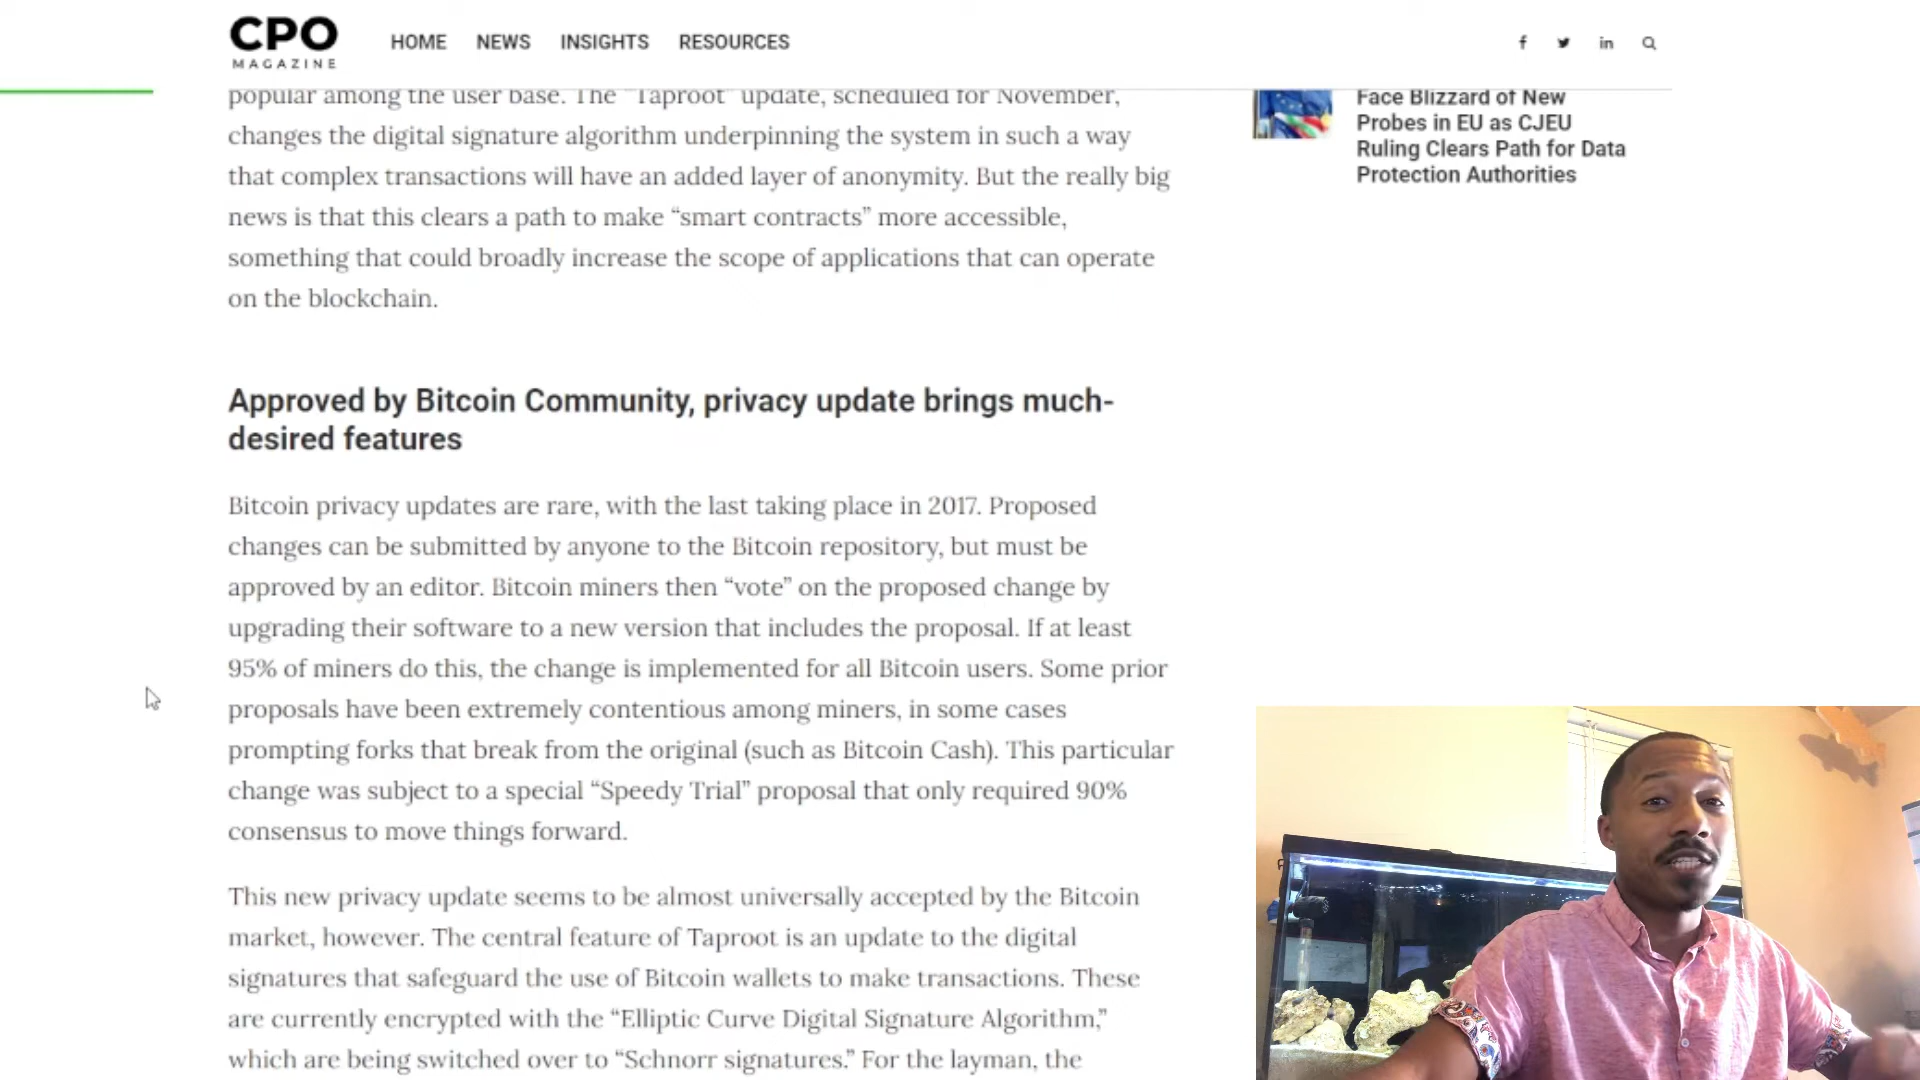 CPO
MAGAZINE
HOME NEWS INSIGHTS RESOURCES
popular among the user base. The “Taproot” update, scheduled for November,
changes the digital signature algorithm underpinning the system in such a way
that complex transactions will have an added layer of anonymity. But the really big
news is that this clears a path to make “smart contracts” more accessible,
something that could broadly increase the scope of applications that can operate
on the blockchain.
Face Blizzard of New
Probes in EU as CJEU
Ruling Clears Path for Data
Protection Authorities
Approved by Bitcoin Community, privacy update brings much-
desired features
Bitcoin privacy updates are rare, with the last taking place in 2017. Proposed
changes can be submitted by anyone to the Bitcoin repository, but must be
approved by an editor. Bitcoin miners then “vote” on the proposed change by
upgrading their software to a new version that includes the proposal. If at least
95% of miners do this, the change is implemented for all Bitcoin users. Some prior
proposals have been extremely contentious among miners, in some cases
prompting forks that break from the original (such as Bitcoin Cash). This particular
change was subject to a special “Speedy Trial” proposal that only required 90%
consensus to move things forward.
This new privacy update seems to be almost universally accepted by the Bitcoin
market, however. The central feature of Taproot is an update to the digital
signatures that safeguard the use of Bitcoin wallets to make transactions. These
are currently encrypted with the “Elliptic Curve Digital Signature Algorithm,”
which are being switched over to “Schnorr signatures.” For the layman, the